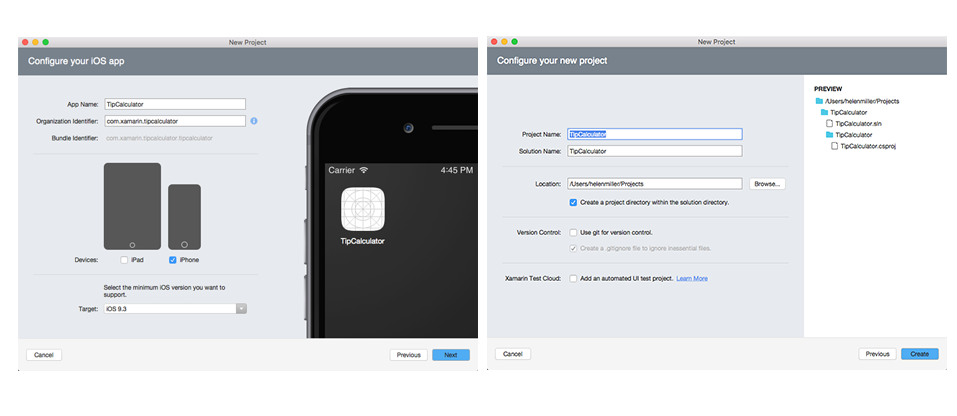 New Project
Configure your iOS app
App Name: TipCalculator
Organization Identifier: com.xamarin.tipcalculator
Bundle Identifier: com.xamarin.tipcalculator.tipcalculator
Devices: iPad iPhone
Select the minimum iOS version you want to
support.
Target: iOS 9.3
Carrier 4:45 PM
TipCalculator
Cancel Previous Next
New Project
Configure your new project
Project Name: TipCalculator
Solution Name: TipCalculator
Location: /Users/helenmiller/Projects Browse...
Create a project directory within the solution directory.
Version Control: Use git for version control.
Create a .gitignore file to ignore inessential files.
Xamarin Test Cloud: Add an automated UI test project. Learn More
PREVIEW
/Users/helenmiller/Projects
TipCalculator
TipCalculator.sln
TipCalculator
TipCalculator.csproj
Cancel Previous Create